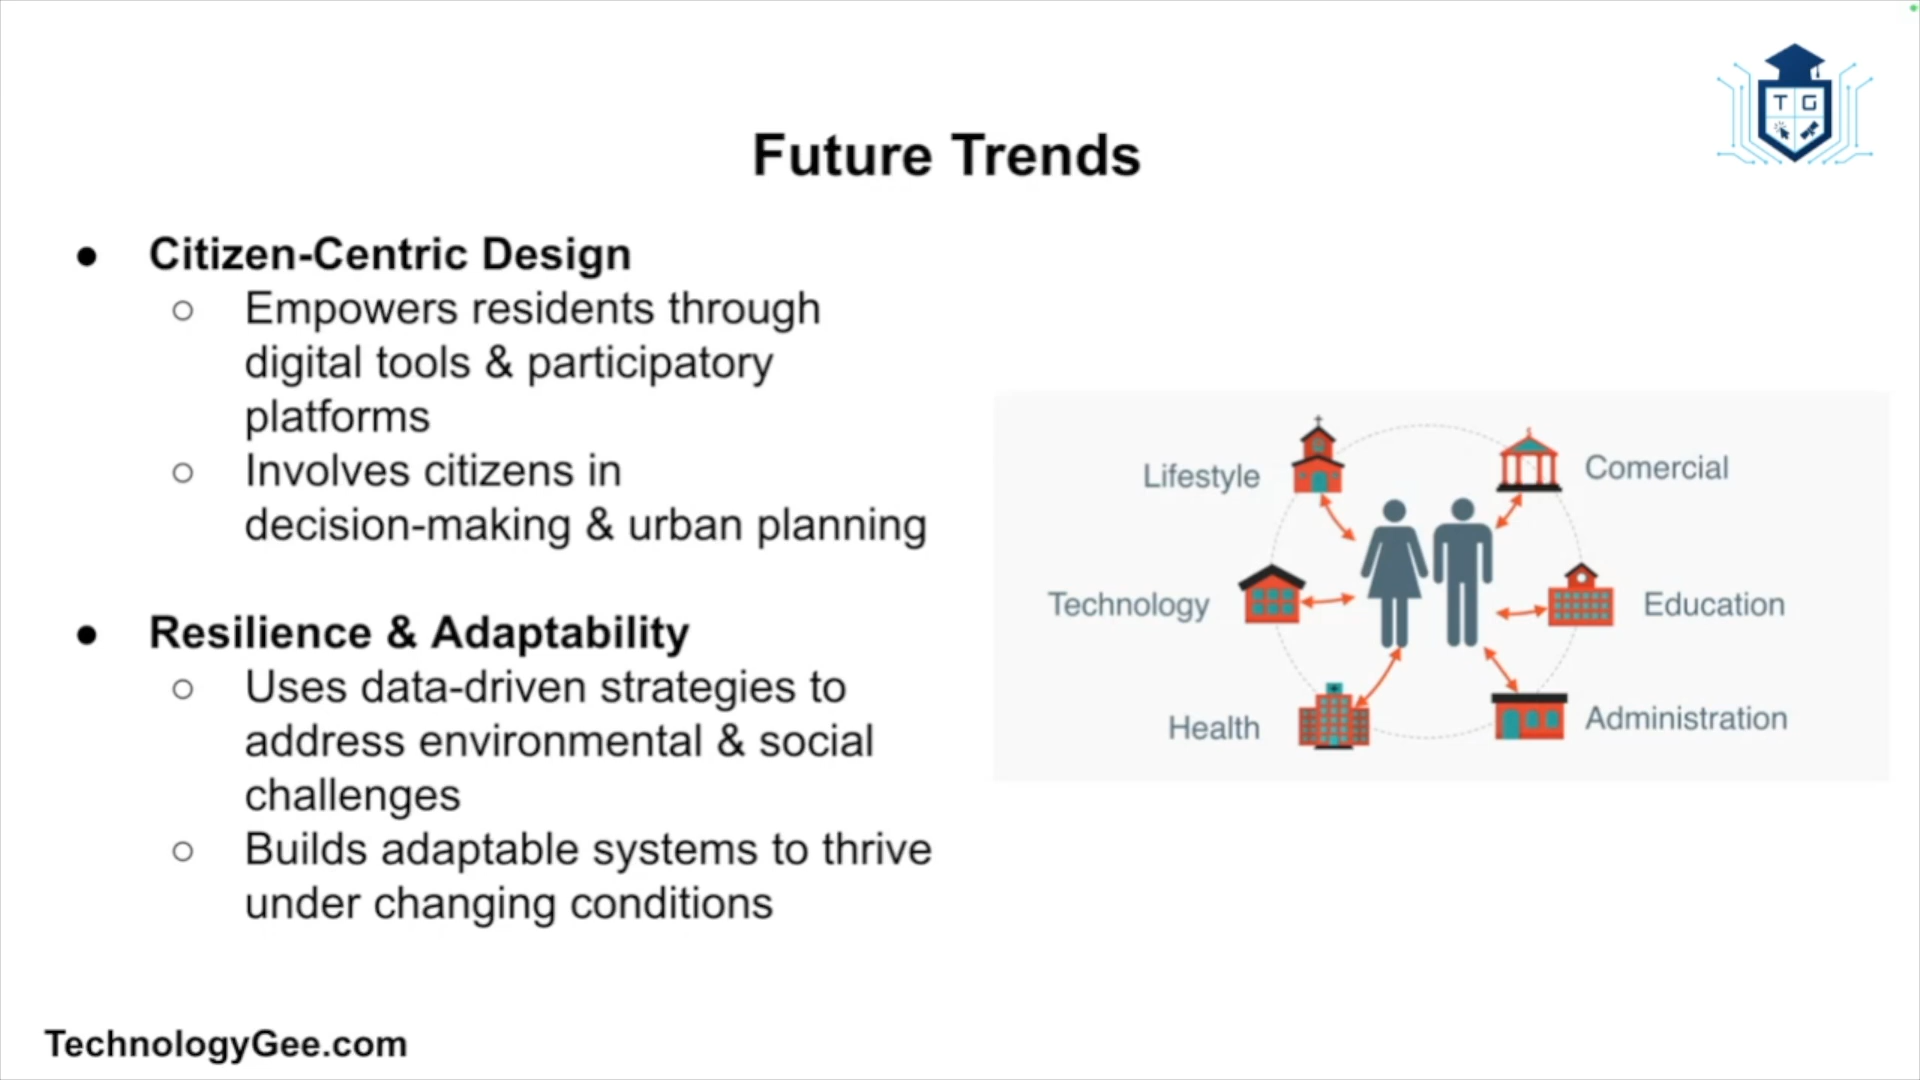 T G
Future Trends
● Citizen-Centric Design
○ Empowers residents through
digital tools & participatory
platforms
○ Involves citizens in
decision-making & urban planning
● Resilience & Adaptability
○ Uses data-driven strategies to
address environmental & social
challenges
○ Builds adaptable systems to thrive
under changing conditions
Lifestyle
Comercial
Technology
Education
Health
Administration
TechnologyGee.com